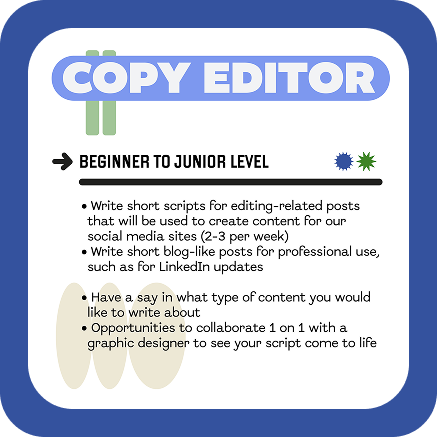 COPY EDITOR
BEGINNER TO JUNIOR LEVEL
• Write short scripts for editing-related posts
that will be used to create content for our
social media sites (2-3 per week)
• Write short blog-like posts for professional use,
such as for LinkedIn updates
• Have a say in what type of content you would
like to write about
• Opportunities to collaborate 1 on 1 with a
graphic designer to see your script come to life